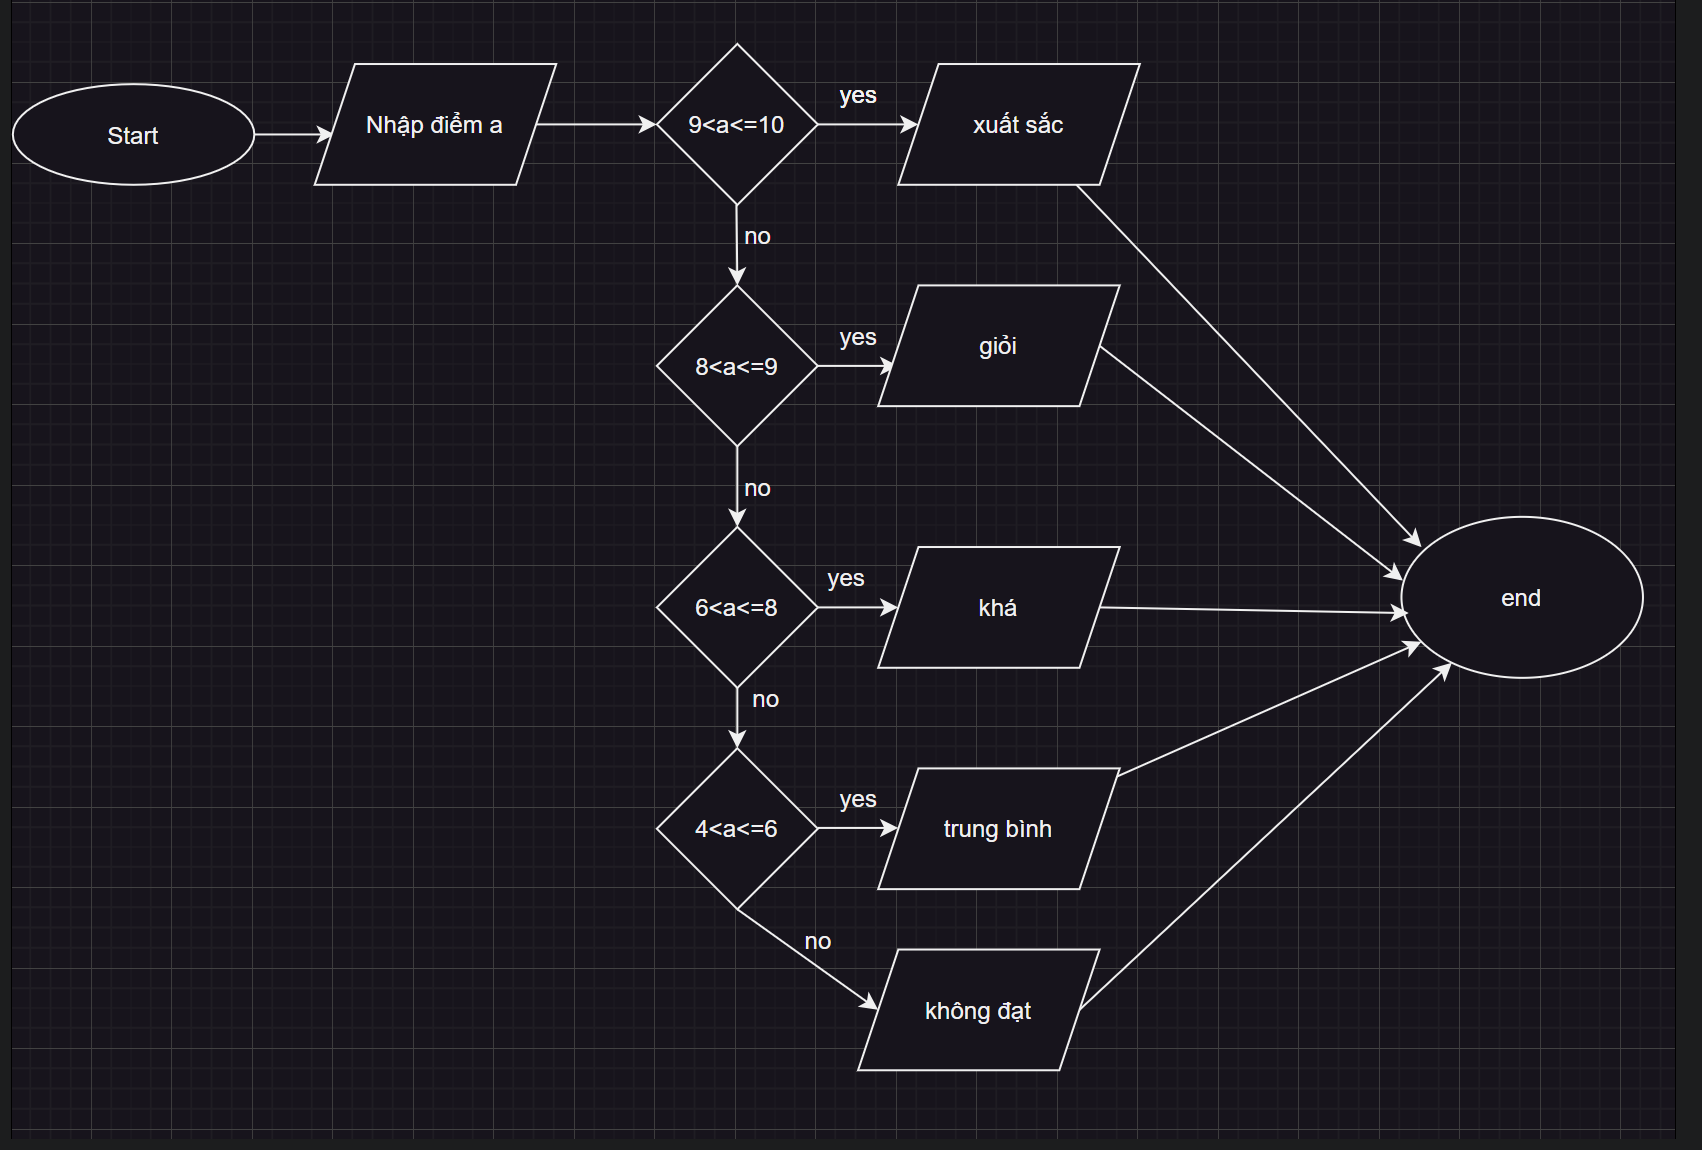 Start
Nhập điểm a
9<a<=10
yes
xuất sắc
no
8<a<=9
yes
giỏi
no
6<a<=8
yes
khá
end
no
4<a<=6
yes
trung bình
no
không đạt